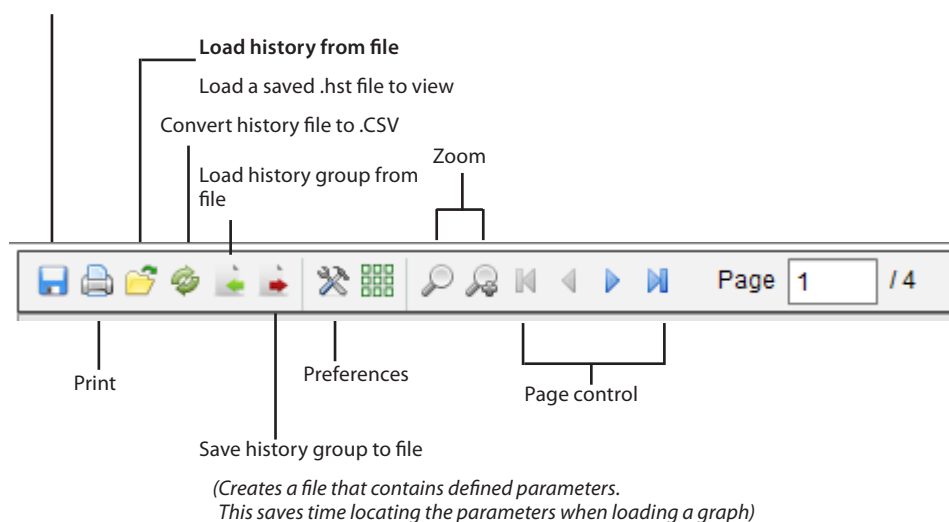 Load history from file
Load a saved .hst file to view
Convert history file to .CSV
Zoom
Load history group from
file
Page 1 / 4
Print
Preferences
Page control
Save history group to file
(Creates a file that contains defined parameters.
This saves time locating the parameters when loading a graph)